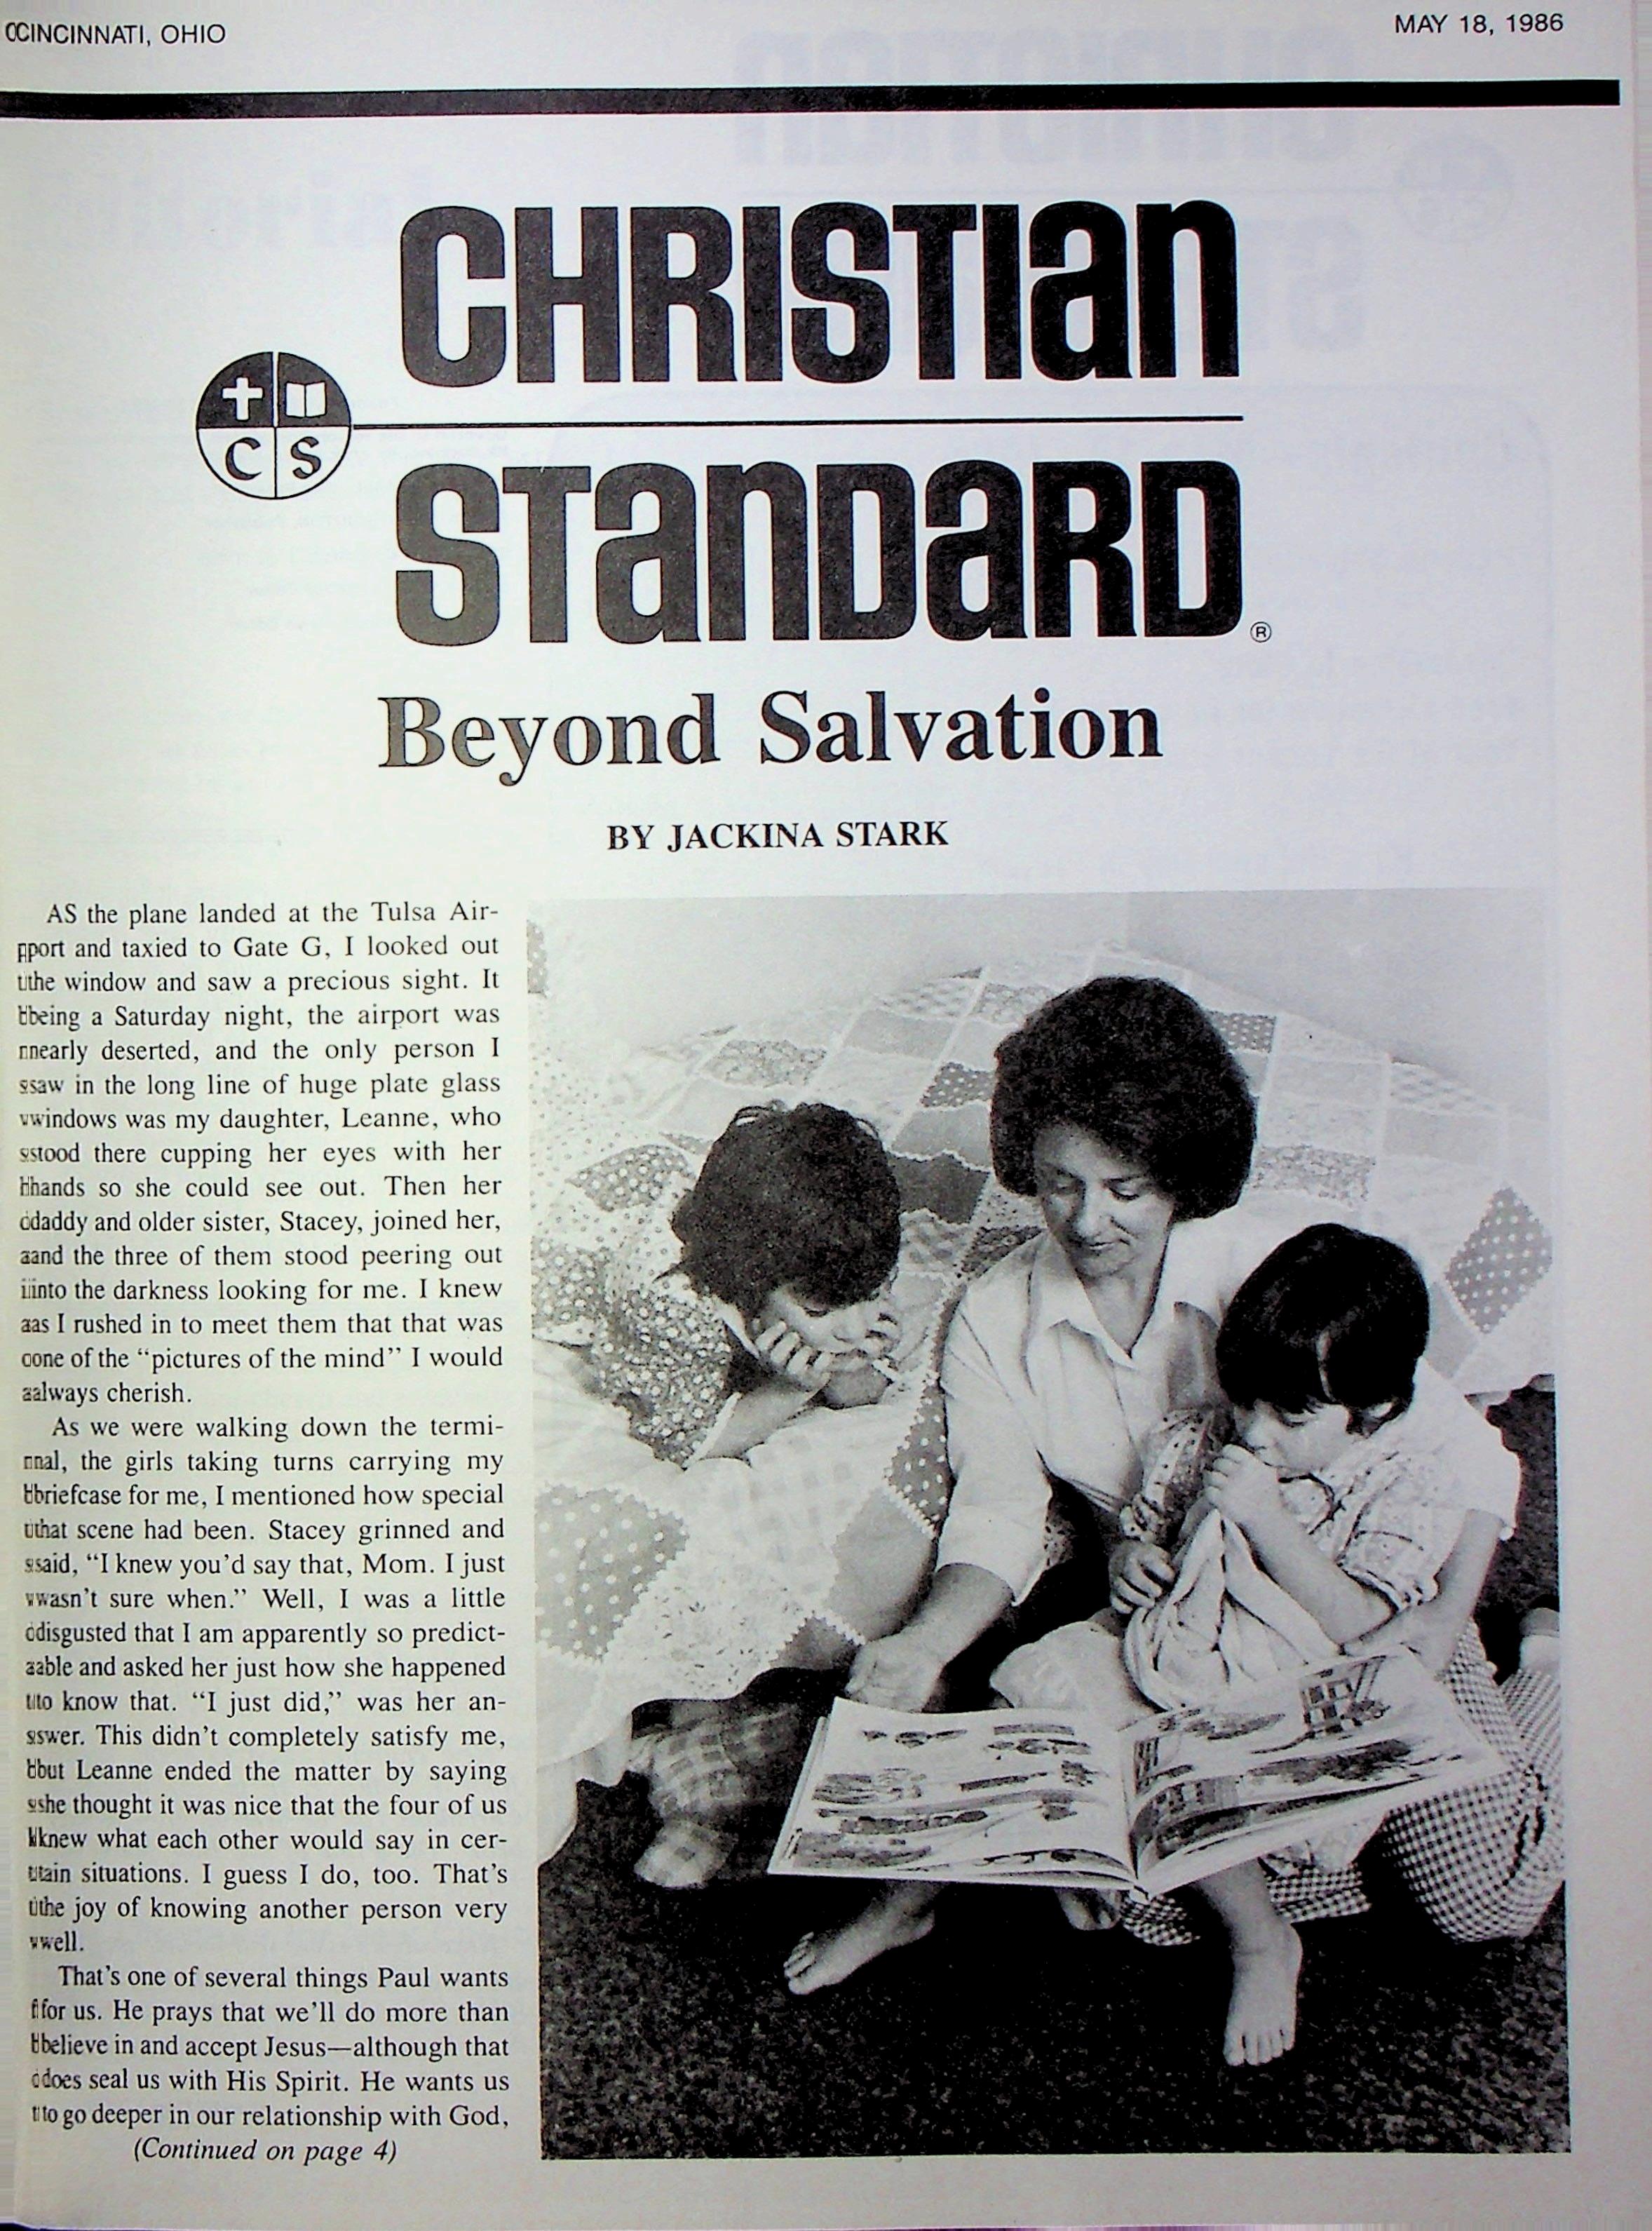 CINCINNATI, OHIO
MAY 18, 1986
CHRISTIAN
C S
STANDARD®
Beyond Salvation
BY JACKINA STARK
AS the plane landed at the Tulsa Air-
port and taxied to Gate G, I looked out
the window and saw a precious sight. It
being a Saturday night, the airport was
nearly deserted, and the only person I
saw in the long line of huge plate glass
windows was my daughter, Leanne, who
stood there cupping her eyes with her
hands so she could see out. Then her
daddy and older sister, Stacey, joined her,
and the three of them stood peering out
into the darkness looking for me. I knew
as I rushed in to meet them that that was
one of the “pictures of the mind” I would
always cherish.
As we were walking down the termi-
nal, the girls taking turns carrying my
briefcase for me, I mentioned how special
that scene had been. Stacey grinned and
said, “I knew you’d say that, Mom. I just
wasn’t sure when.” Well, I was a little
disgusted that I am apparently so predict-
able and asked her just how she happened
to know that. “I just did,” was her an-
swer. This didn’t completely satisfy me,
but Leanne ended the matter by saying
she thought it was nice that the four of us
knew what each other would say in cer-
tain situations. I guess I do, too. That’s
the joy of knowing another person very
well.
That’s one of several things Paul wants
for us. He prays that we’ll do more than
believe in and accept Jesus—although that
does seal us with His Spirit. He wants us
to go deeper in our relationship with God,
(Continued on page 4)